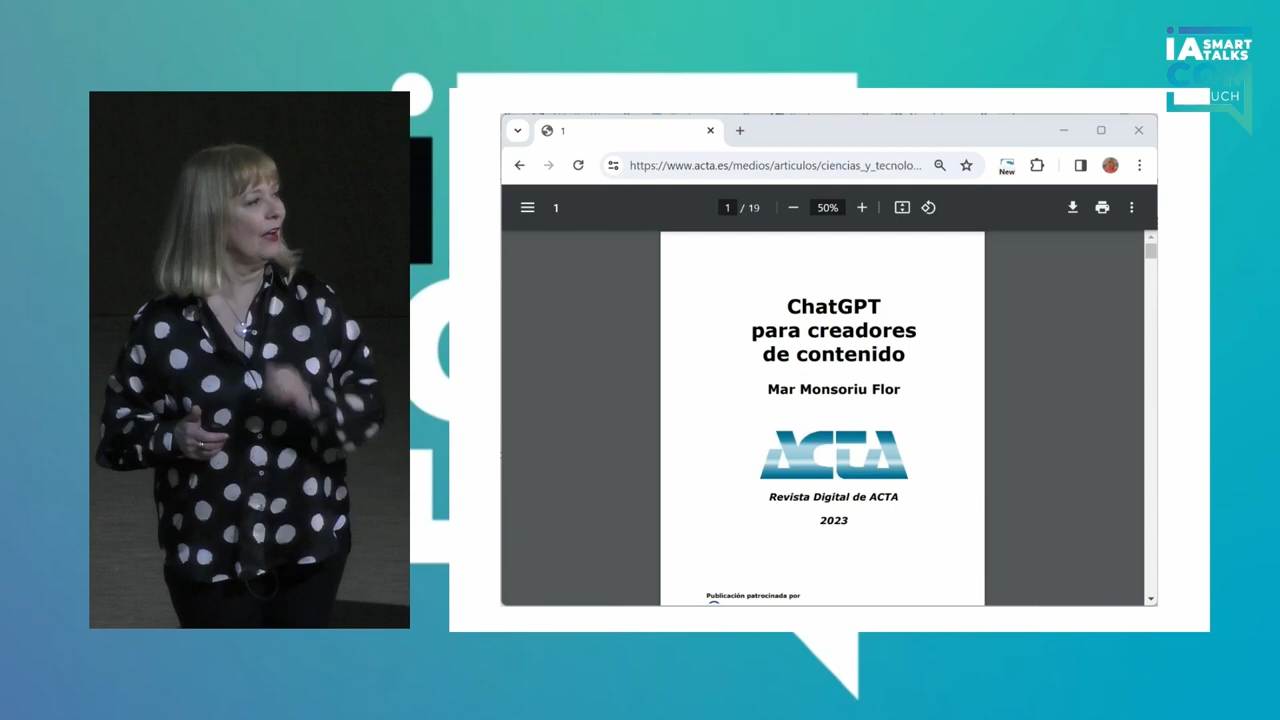 iA SMART
TALKS
COM
UCH
1
https://www.acta.es/medios/articulos/ciencias_y_tecnolo...
New
1
1 / 19
50%
ChatGPT
para creadores
de contenido
Mar Monsoriu Flor
ACTA
Revista Digital de ACTA
2023
Publicación patrocinada por